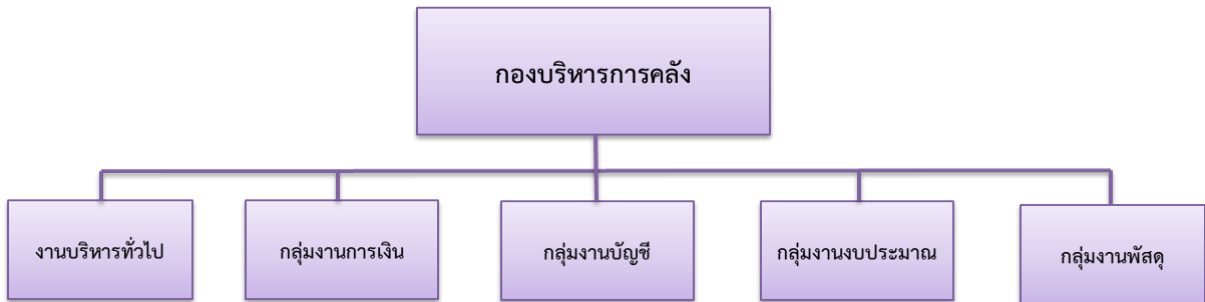 กองบริหารการคลัง
งานบริหารทั่วไป
กลุ่มงานการเงิน
กลุ่มงานบัญชี
กลุ่มงานงบประมาณ
กลุ่มงานพัสดุ